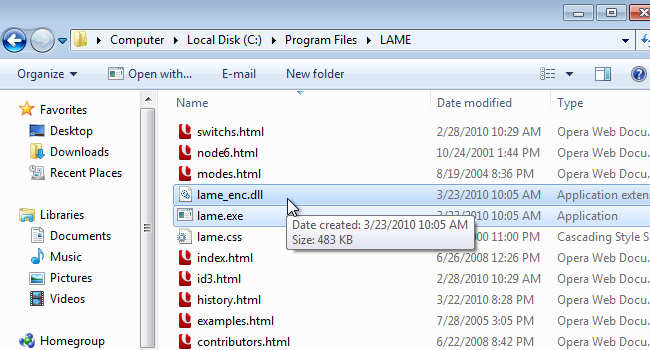 Computer ▸ Local Disk (C:) ▸ Program Files ▸ LAME
Organize Open with... E-mail New folder
Name Date modified Type
Favorites
Desktop
Downloads
Recent Places
Libraries
Documents
Music
Pictures
Videos
Homegroup
switchs.html 2/28/2010 10:29 AM Opera Web Docu.
node6.html 10/24/2001 1:44 PM Opera Web Docu.
modes.html 8/19/2004 8:36 PM Opera Web Docu.
lame_enc.dll 3/23/2010 10:05 AM Application exten
lame.exe 10:05 AM Application
lame.css 00 11:00 PM Cascading Style S
index.html 6/26/2008 12:26 PM Opera Web Docu.
id3.html 2/28/2010 10:29 AM Opera Web Docu.
history.html 3/22/2010 8:28 PM Opera Web Docu.
examples.html 7/28/2005 3:05 PM Opera Web Docu.
contributors.html 6/22/2008 8:42 PM Opera Web Docu.
Date created: 3/23/2010 10:05 AM
Size: 483 KB